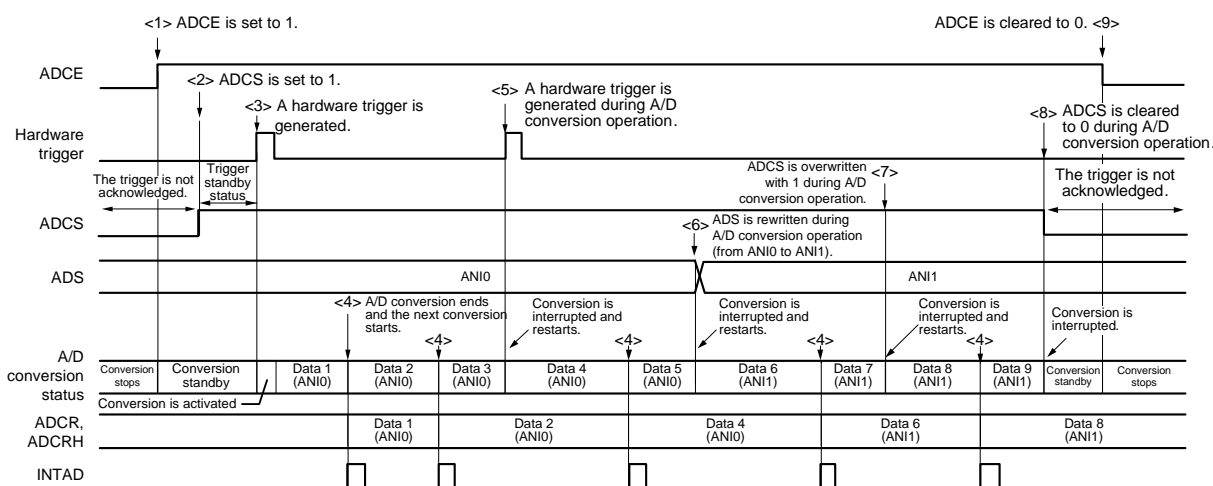 <1> ADCE is set to 1.
ADCE is cleared to 0. <9>
ADCE
<2> ADCS is set to 1.
<3> A hardware trigger is
generated.
<5> A hardware trigger is
generated during A/D
conversion operation.
<8> ADCS is cleared
to 0 during A/D
conversion operation.
Hardware
trigger
The trigger is not
acknowledged.
Trigger
standby
status
ADCS is overwritten
with 1 during A/D
conversion operation.
<7>
The trigger is not
acknowledged.
ADCS
<6> ADS is rewritten during
A/D conversion operation
(from ANI0 to ANI1).
ADS
ANI0
ANI1
<4> A/D conversion ends
and the next conversion
starts.
<4>
Conversion is
interrupted and
restarts.
<4>
Conversion is
interrupted and
restarts.
<4>
Conversion is
interrupted and
restarts.
<4>
Conversion is
interrupted.
A/D
conversion
status
Conversion
stops
Conversion
standby
Conversion is activated
Data 1
(ANI0)
Data 2
(ANI0)
Data 3
(ANI0)
Data 4
(ANI0)
Data 5
(ANI0)
Data 6
(ANI1)
Data 7
(ANI1)
Data 8
(ANI1)
Data 9
(ANI1)
Conversion
standby
Conversion
stops
ADCR,
ADCRH
Data 1
(ANI0)
Data 2
(ANI0)
Data 4
(ANI0)
Data 6
(ANI1)
Data 8
(ANI1)
INTAD